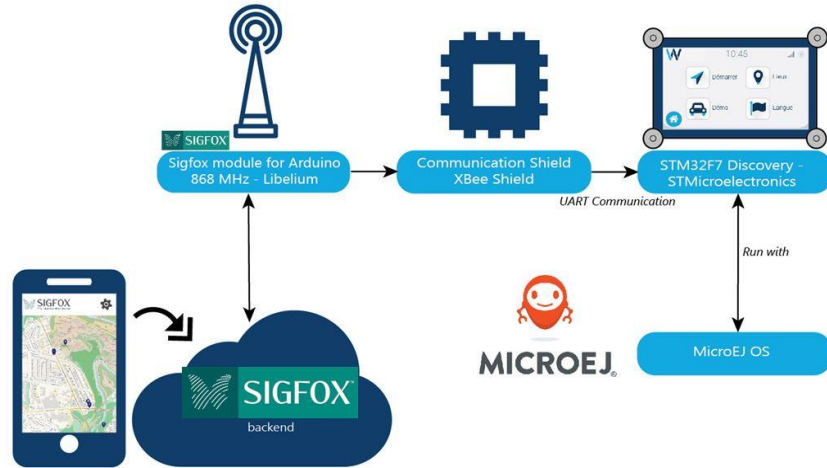 W
10:45
Démarrer
Lieux
Démo
Langue
SIGFOX
Sigfox module for Arduino
868 MHz - Libelium
Communication Shield
XBee Shield
STM32F7 Discovery -
STMicroelectronics
UART Communication
Run with
SIGFOX
MICROEJ®
MicroEJ OS
SIGFOX™
backend